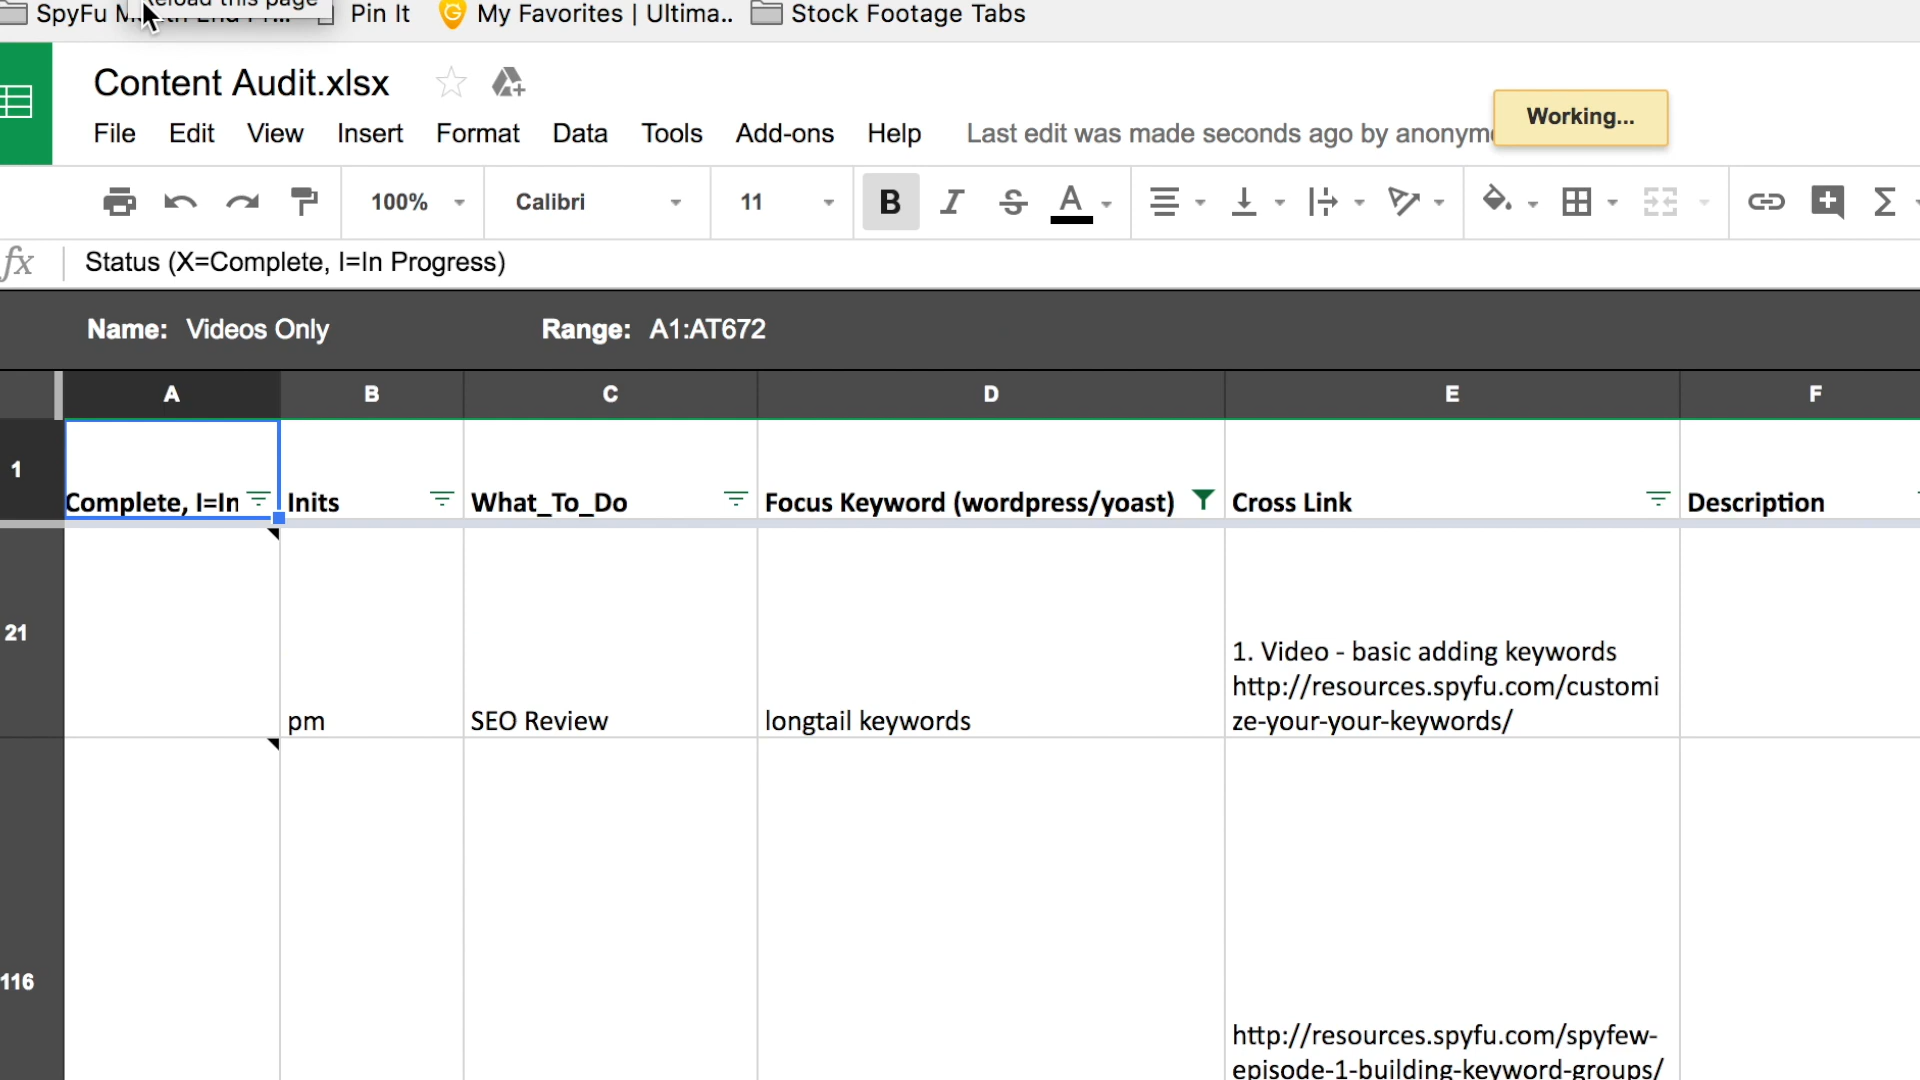 SpyFu
Pin It
My Favorites | Ultima..
Stock Footage Tabs
Content Audit.xlsx
File Edit View Insert Format Data Tools Add-ons Help Last edit was made seconds ago by anonym
Working...
100% Calibri 11 B I S A
fx Status (X=Complete, I=In Progress)
Name: Videos Only Range: A1:AT672
A B C D E F
1 Complete, I=In Inits What_To_Do Focus Keyword (wordpress/yoast) Cross Link Description
21
1. Video - basic adding keywords
http://resources.spyfu.com/customi
pm SEO Review longtail keywords ze-your-your-keywords/
116
http://resources.spyfu.com/spyfew-
episode-1-building-keyword-groups/